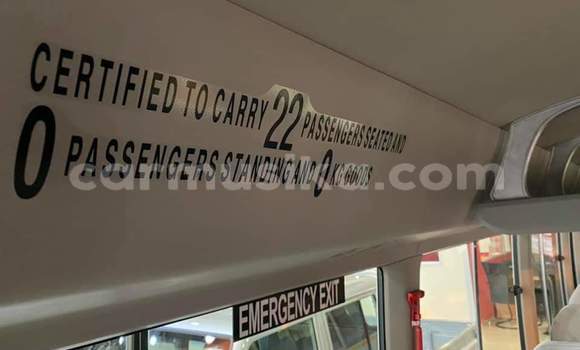 CERTIFIED TO CARRY 22 PASSENGERS SEATED AND
0 PASSENGERS STANDING AND 0 KG GOODS
carmusika.com
EMERGENCY EXIT